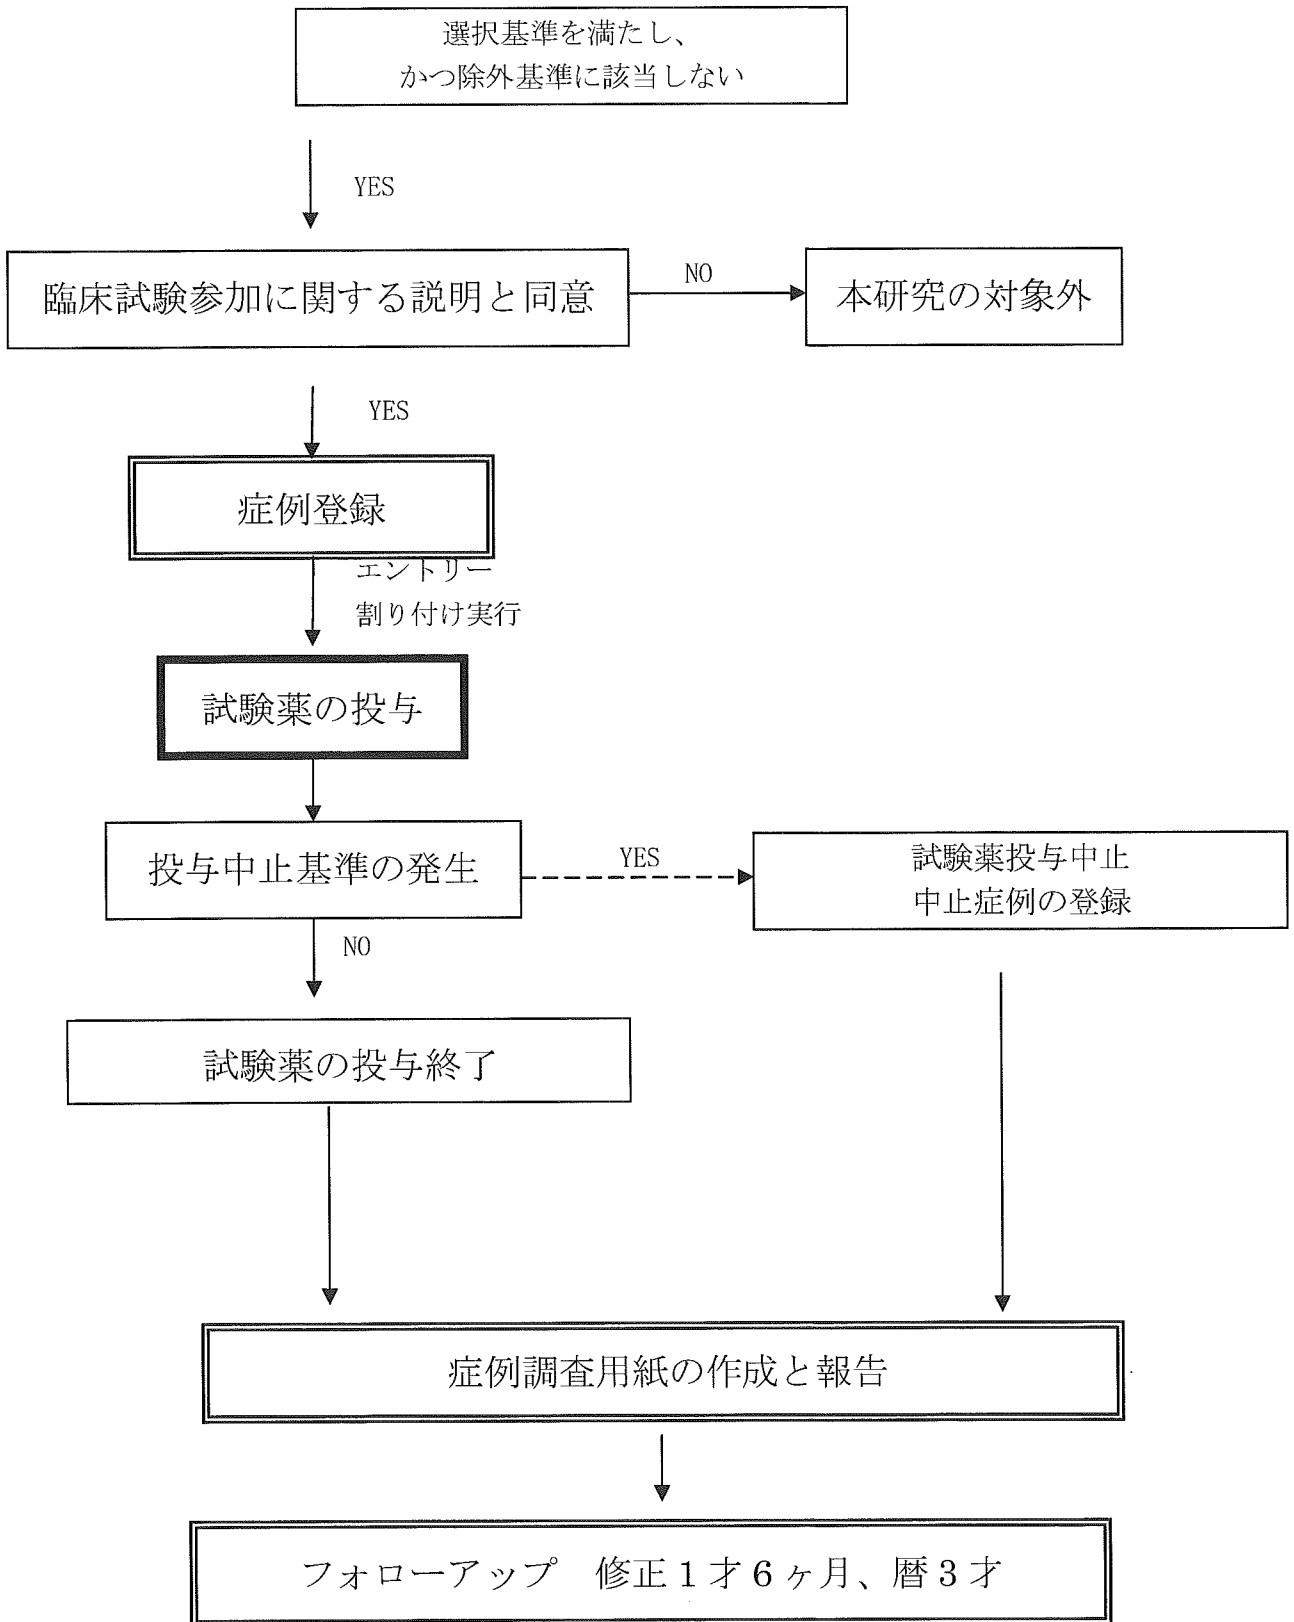 選択基準を満たし、
かつ除外基準に該当しない
YES
臨床試験参加に関する説明と同意
NO
本研究の対象外
YES
症例登録
エントリー
割り付け実行
試験薬の投与
投与中止基準の発生
YES
試験薬投与中止
中止症例の登録
NO
試験薬の投与終了
症例調査用紙の作成と報告
フォローアップ　修正1才6ヶ月、暦3才